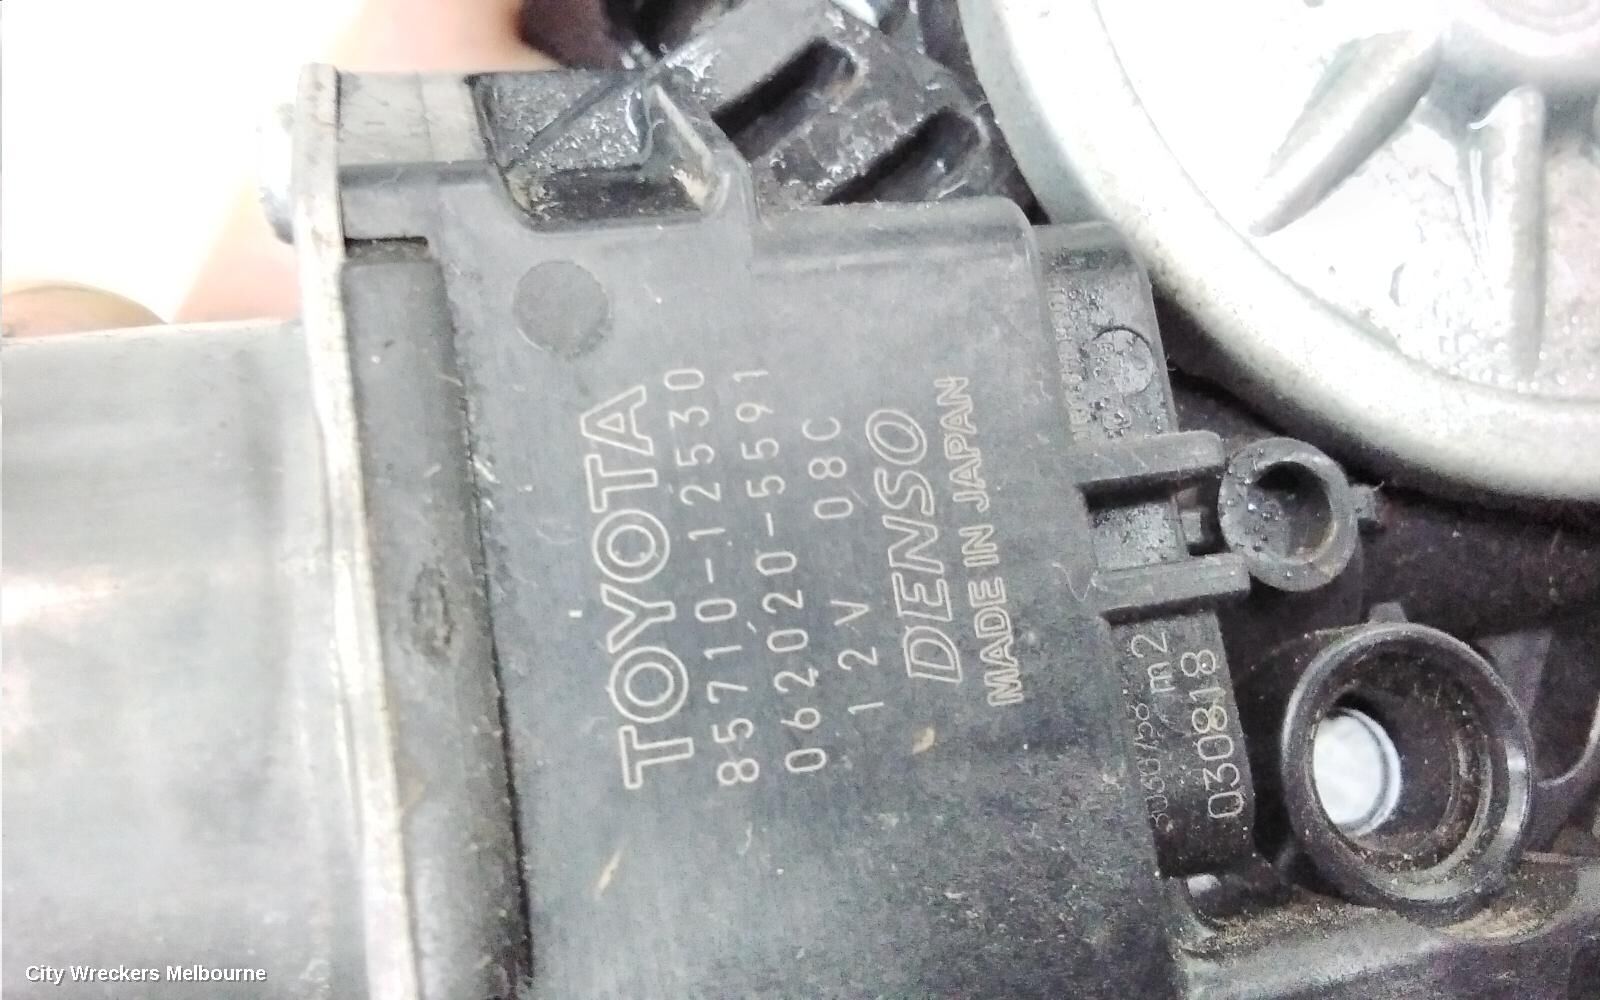 TOYOTA
85710-12530
062020-5591
12V 08C
DENSO
MADE IN JAPAN
m2
030818
City Wreckers Melbourne